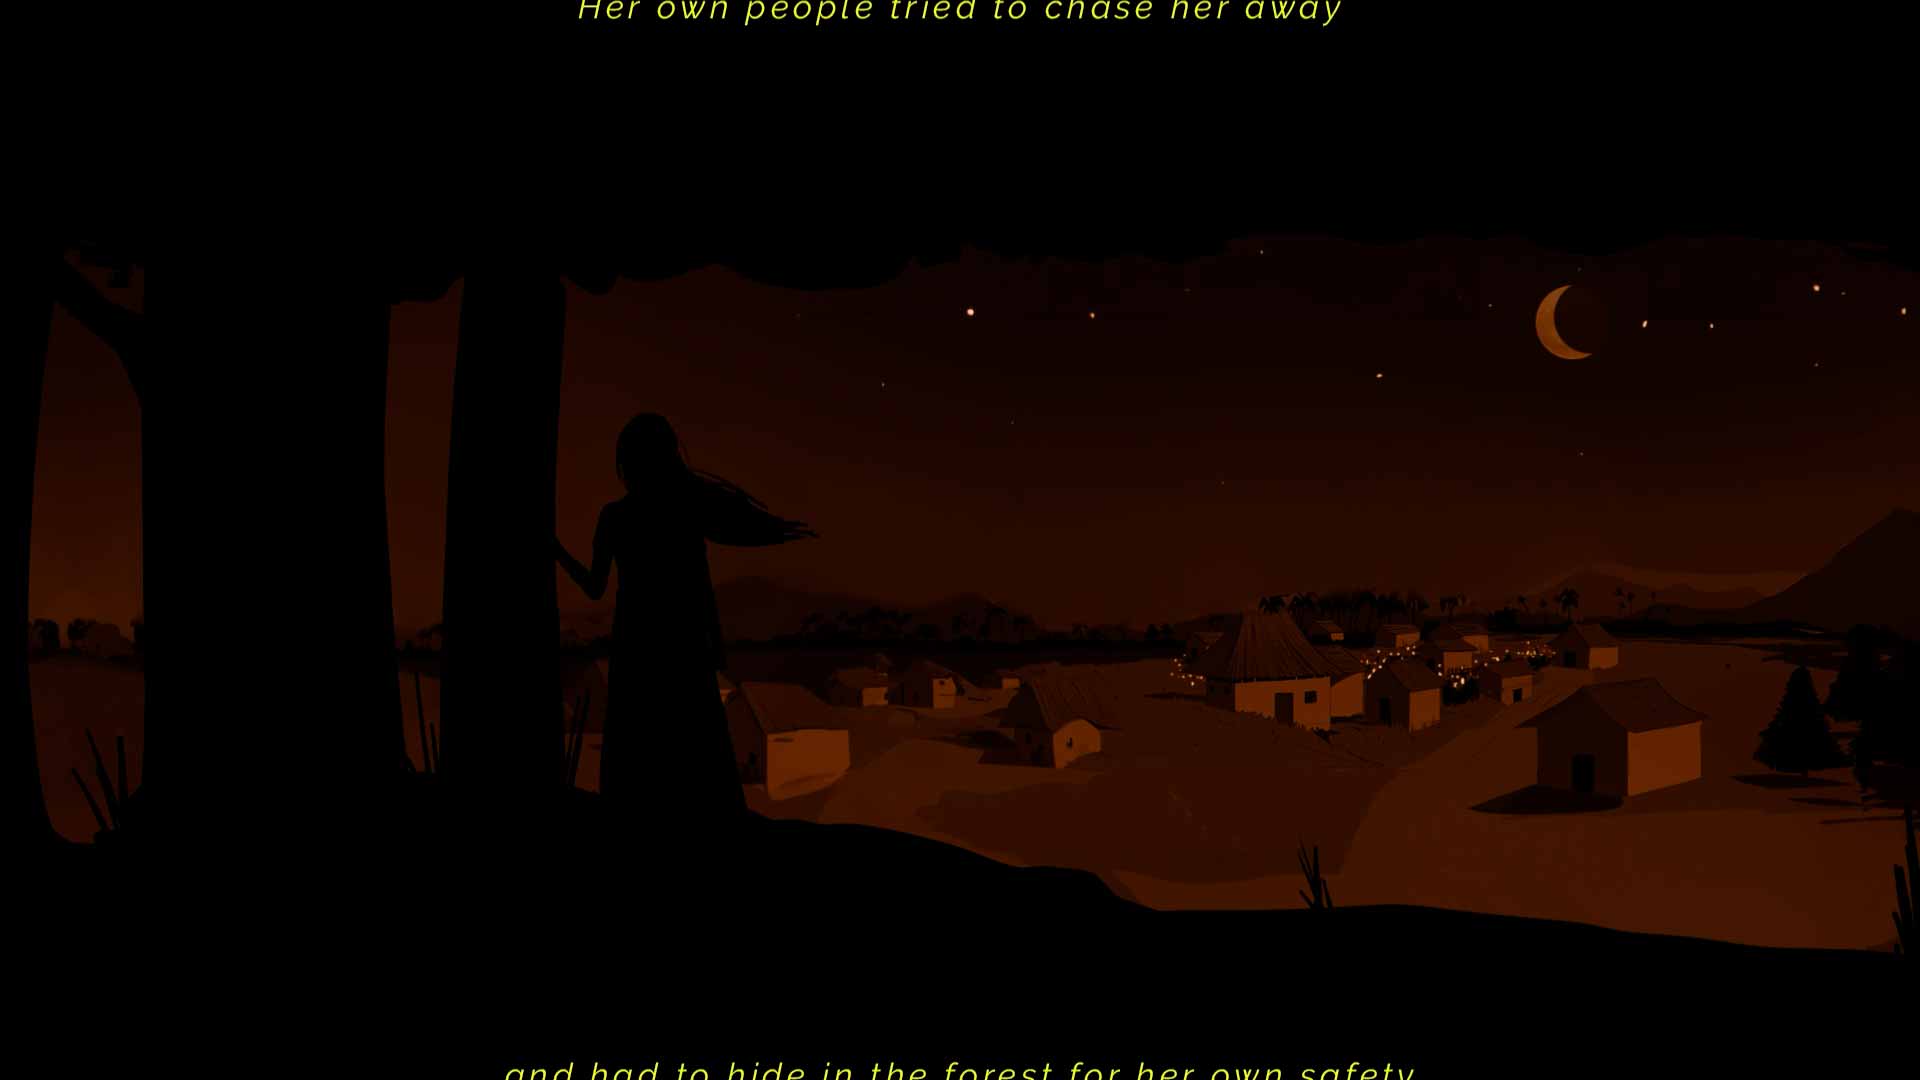 Her own people tried to chase her away
and had to hide in the forest for her own safety